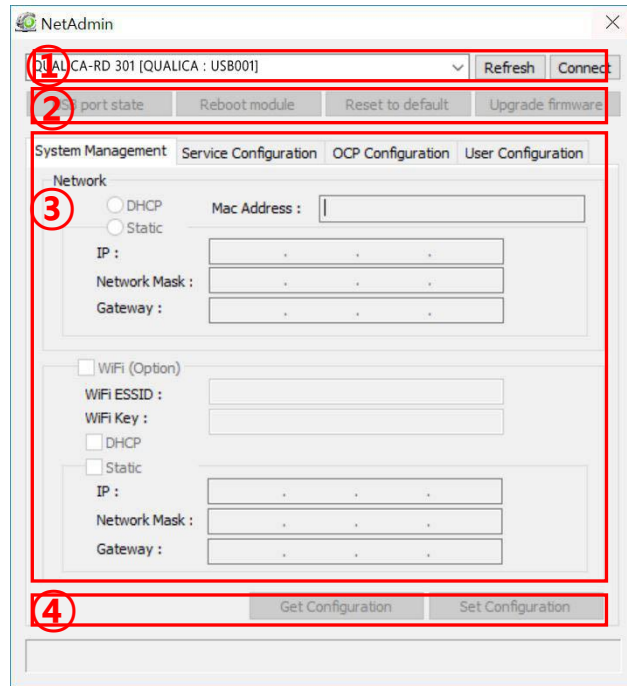 NetAdmin
① QUALICA-RD 301 [QUALICA : USB001] Refresh Connect
② port state Reboot module Reset to default Upgrade firmware
System Management Service Configuration OCP Configuration User Configuration
Network
③ DHCP Mac Address :
Static
IP : . . .
Network Mask : . . .
Gateway : . . .
WiFi (Option)
WiFi ESSID :
WiFi Key :
DHCP
Static
IP : . . .
Network Mask : . . .
Gateway : . . .
④ Get Configuration Set Configuration